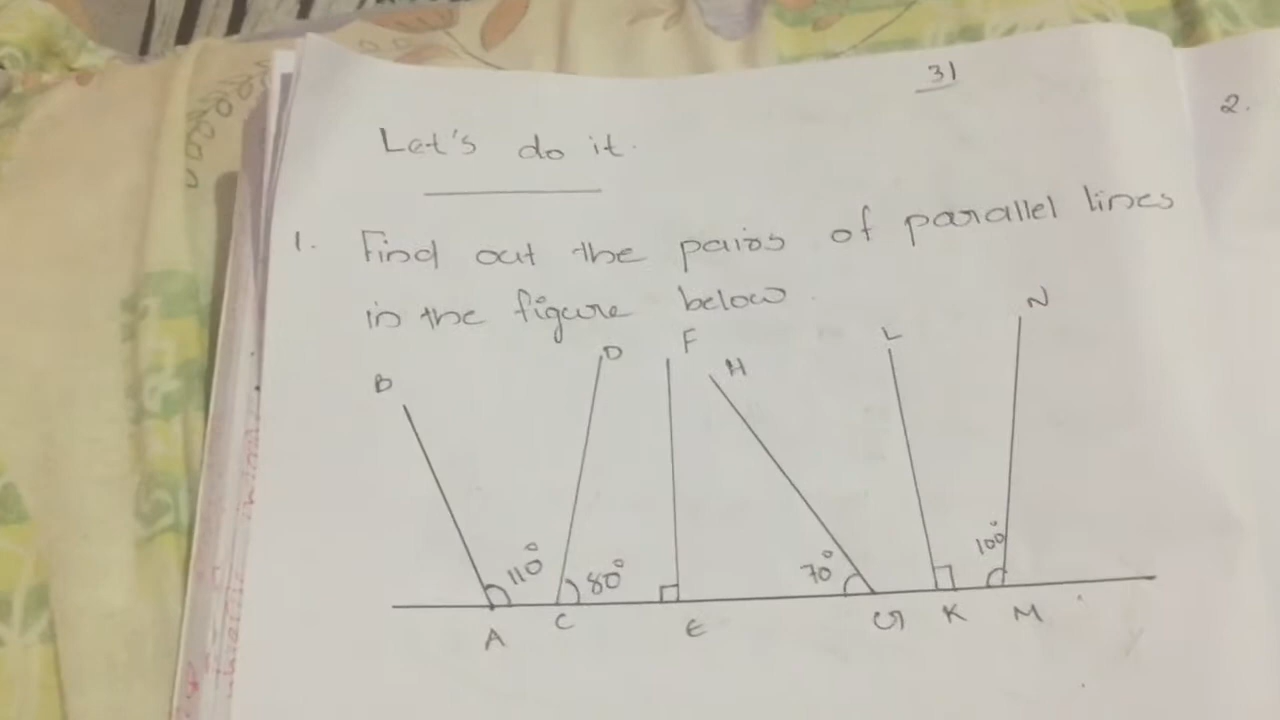 31
2.
Let's do it.
1. Find out the pairs of parallel lines
in the figure below.
B D F H L N
110° 80° 70° 100°
A C E G K M